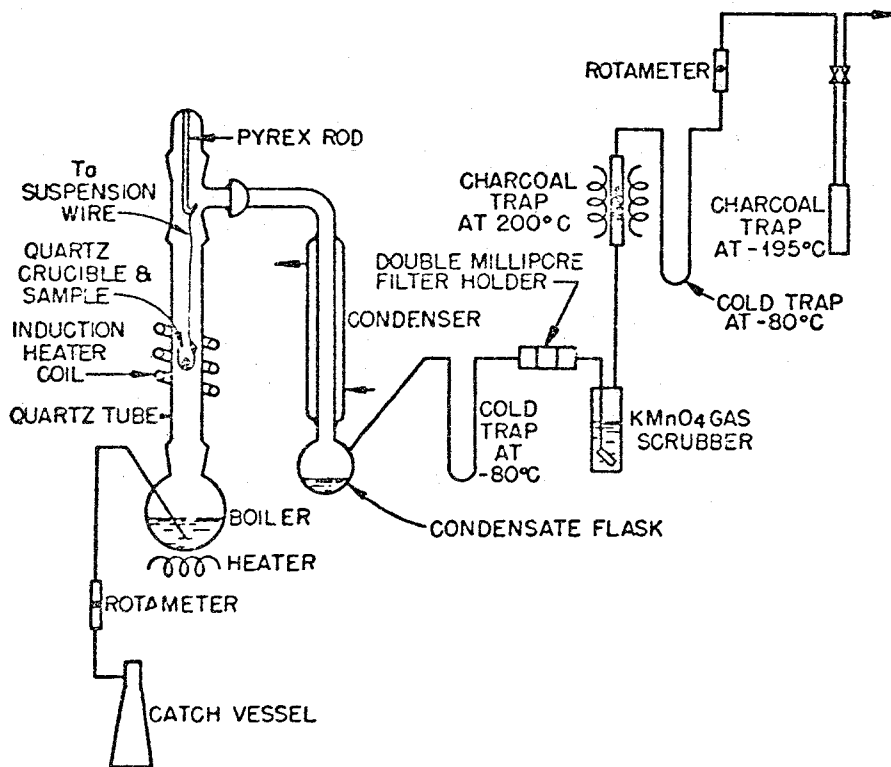 ROTAMETER
PYREX ROD
Ta
SUSPENSION
WIRE
CHARCOAL
TRAP
AT 200°C
CHARCOAL
TRAP
AT -195°C
QUARTZ
CRUCIBLE &
SAMPLE
DOUBLE MILLIPORE
FILTER HOLDER
COLD TRAP
AT -80°C
INDUCTION
HEATER
COIL
CONDENSER
QUARTZ TUBE
COLD
TRAP
AT
-80°C
KMnO4 GAS
SCRUBBER
BOILER
CONDENSATE FLASK
HEATER
ROTAMETER
CATCH VESSEL